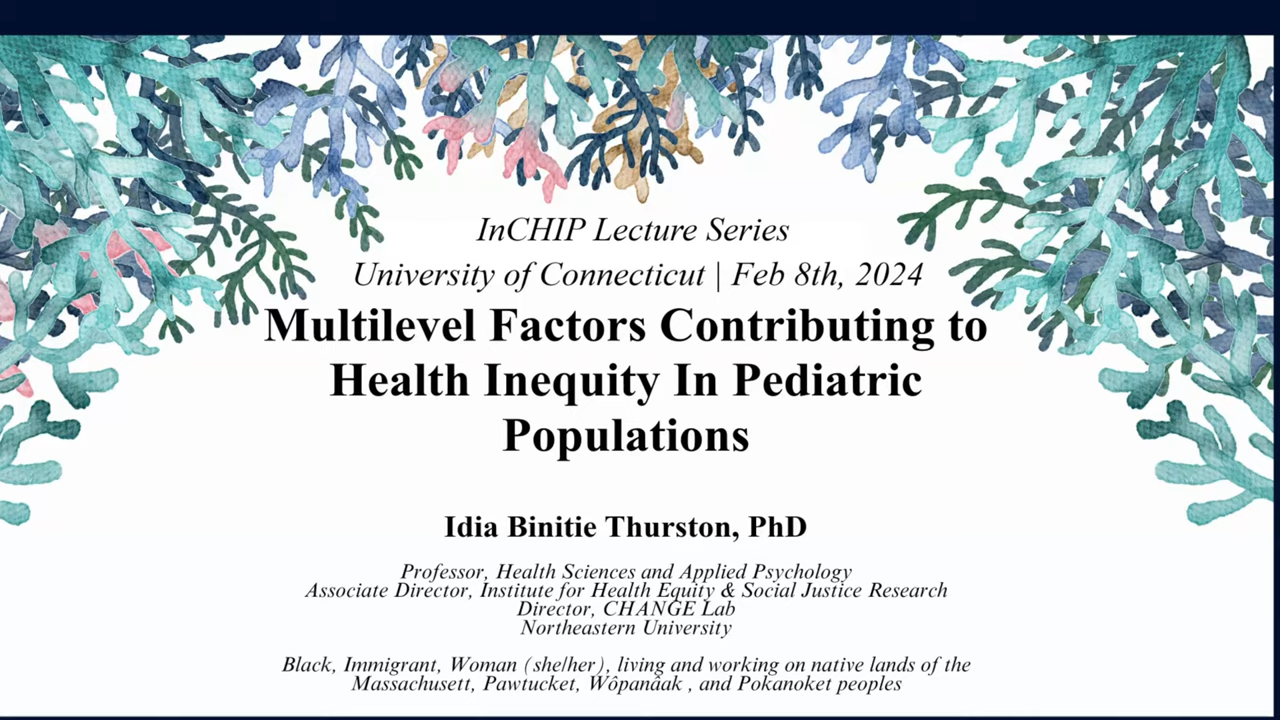 InCHIP Lecture Series
University of Connecticut | Feb 8th, 2024
Multilevel Factors Contributing to
Health Inequity In Pediatric
Populations
Idia Binitie Thurston, PhD
Professor, Health Sciences and Applied Psychology
Associate Director, Institute for Health Equity & Social Justice Research
Director, CHANGE Lab
Northeastern University
Black, Immigrant, Woman (she/her), living and working on native lands of the
Massachusett, Pawtucket, Wôpanâak , and Pokanoket peoples